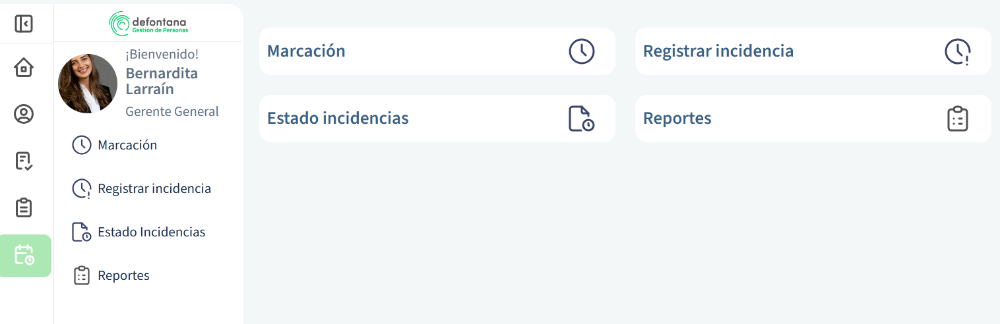 defontana
Gestión de Personas
¡Bienvenido!
Bernardita
Larraín
Gerente General
Marcación
Registrar incidencia
Estado Incidencias
Reportes
Marcación
Registrar incidencia
Estado incidencias
Reportes